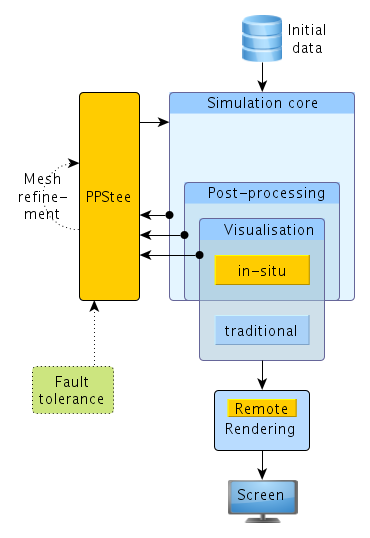 Initial
data
Simulation core
Mesh
refine-
ment
PPStee
Post-processing
Visualisation
in-situ
traditional
Fault
tolerance
Remote
Rendering
Screen